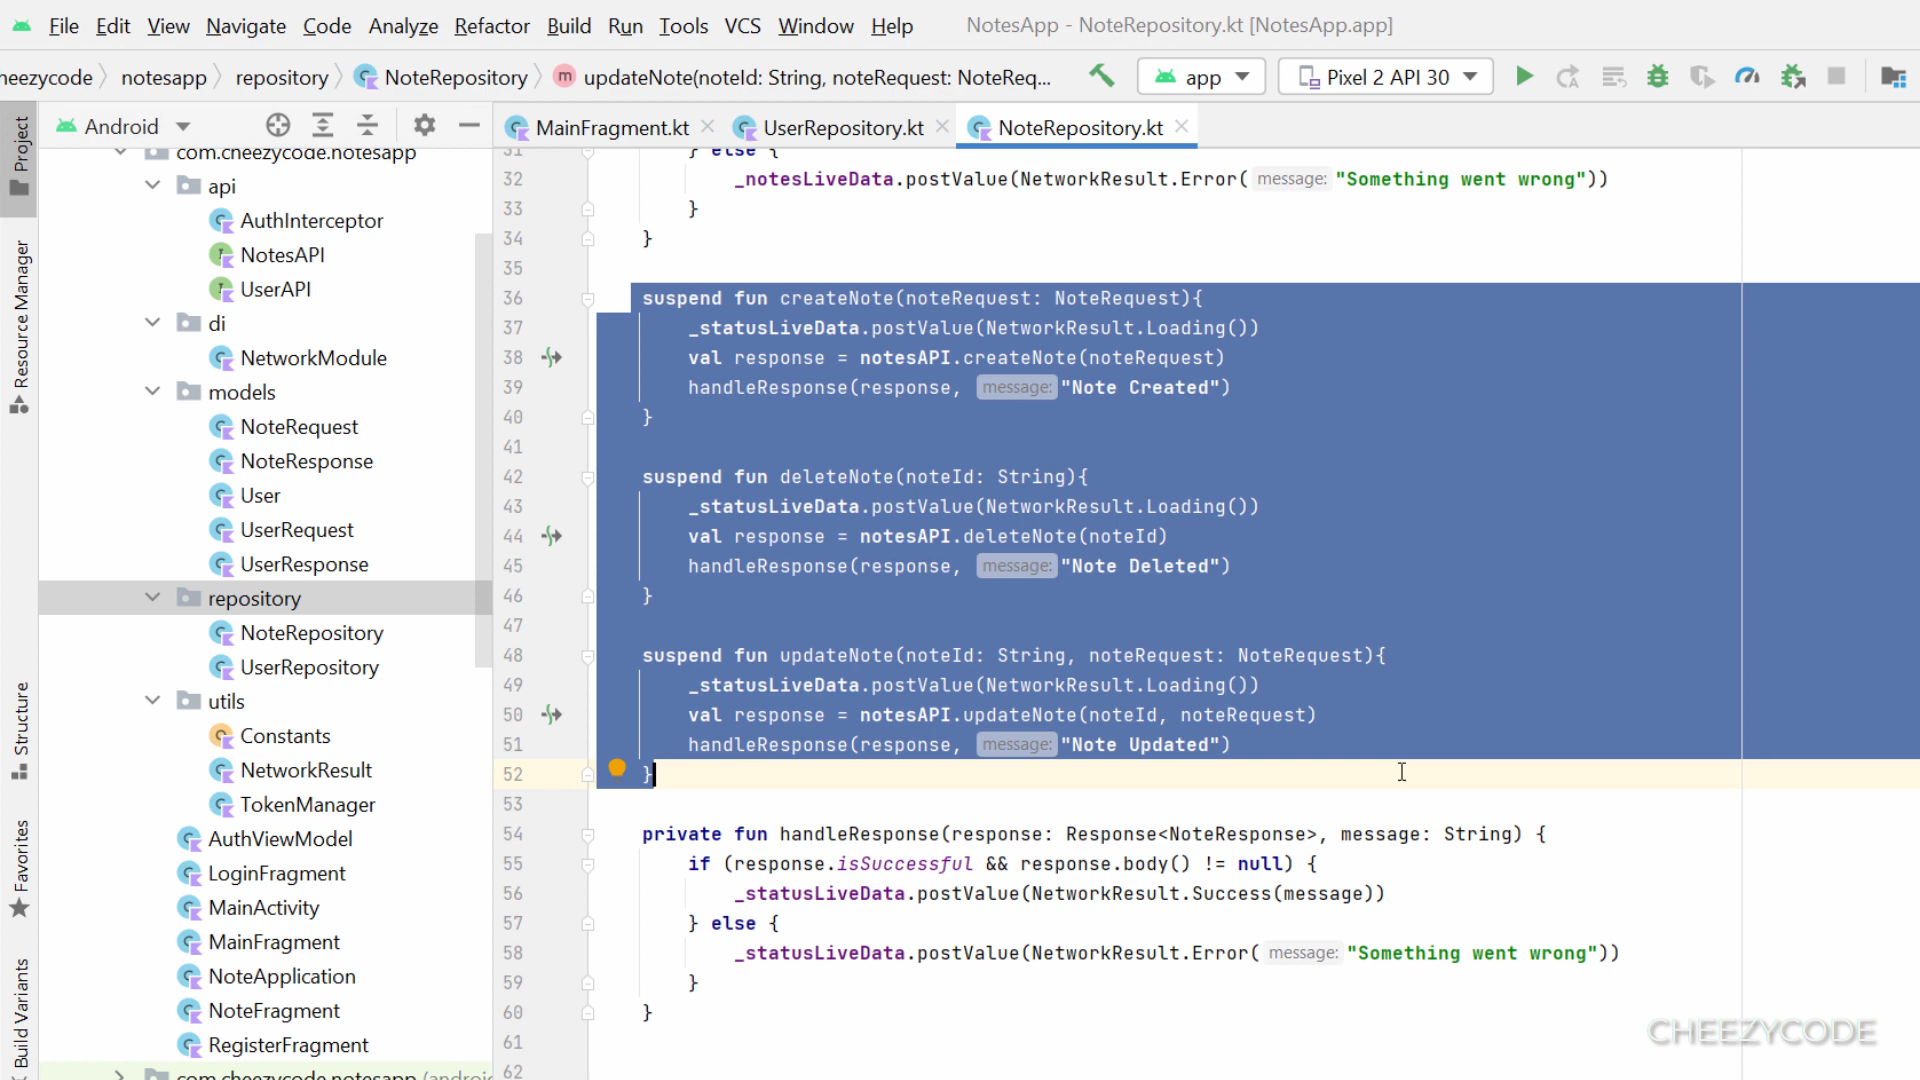 File Edit View Navigate Code Analyze Refactor Build Run Tools VCS Window Help NotesApp - NoteRepository.kt [NotesApp.app]
heezycode notesapp repository NoteRepository m updateNote(noteId: String, noteRequest: NoteReq... app Pixel 2 API 30
Project
Resource Manager
Structure
Favorites
Build Variants
Android
com.cheezycode.notesapp
api
AuthInterceptor
NotesAPI
UserAPI
di
NetworkModule
models
NoteRequest
NoteResponse
User
UserRequest
UserResponse
repository
NoteRepository
UserRepository
utils
Constants
NetworkResult
TokenManager
AuthViewModel
LoginFragment
MainActivity
MainFragment
NoteApplication
NoteFragment
RegisterFragment
com.cheezycode.notesapp (androi
MainFragment.kt UserRepository.kt NoteRepository.kt
31 } else {
32 _notesLiveData.postValue(NetworkResult.Error( message: "Something went wrong"))
33 }
34 }
35
36 suspend fun createNote(noteRequest: NoteRequest){
37 _statusLiveData.postValue(NetworkResult.Loading())
38 val response = notesAPI.createNote(noteRequest)
39 handleResponse(response, message: "Note Created")
40 }
41
42 suspend fun deleteNote(noteId: String){
43 _statusLiveData.postValue(NetworkResult.Loading())
44 val response = notesAPI.deleteNote(noteId)
45 handleResponse(response, message: "Note Deleted")
46 }
47
48 suspend fun updateNote(noteId: String, noteRequest: NoteRequest){
49 _statusLiveData.postValue(NetworkResult.Loading())
50 val response = notesAPI.updateNote(noteId, noteRequest)
51 handleResponse(response, message: "Note Updated")
52 }
53
54 private fun handleResponse(response: Response<NoteResponse>, message: String) {
55 if (response.isSuccessful && response.body() != null) {
56 _statusLiveData.postValue(NetworkResult.Success(message))
57 } else {
58 _statusLiveData.postValue(NetworkResult.Error( message: "Something went wrong"))
59 }
60 }
61
62
CHEEZYCODE